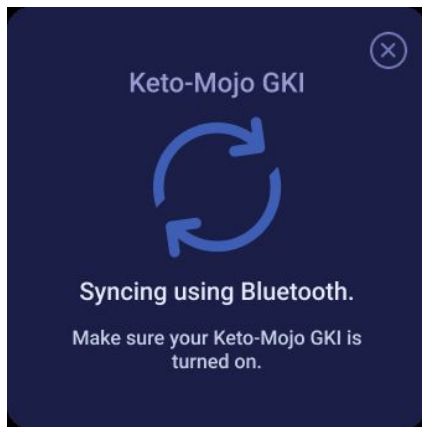 Keto-Mojo GKI
Syncing using Bluetooth.
Make sure your Keto-Mojo GKI is
turned on.